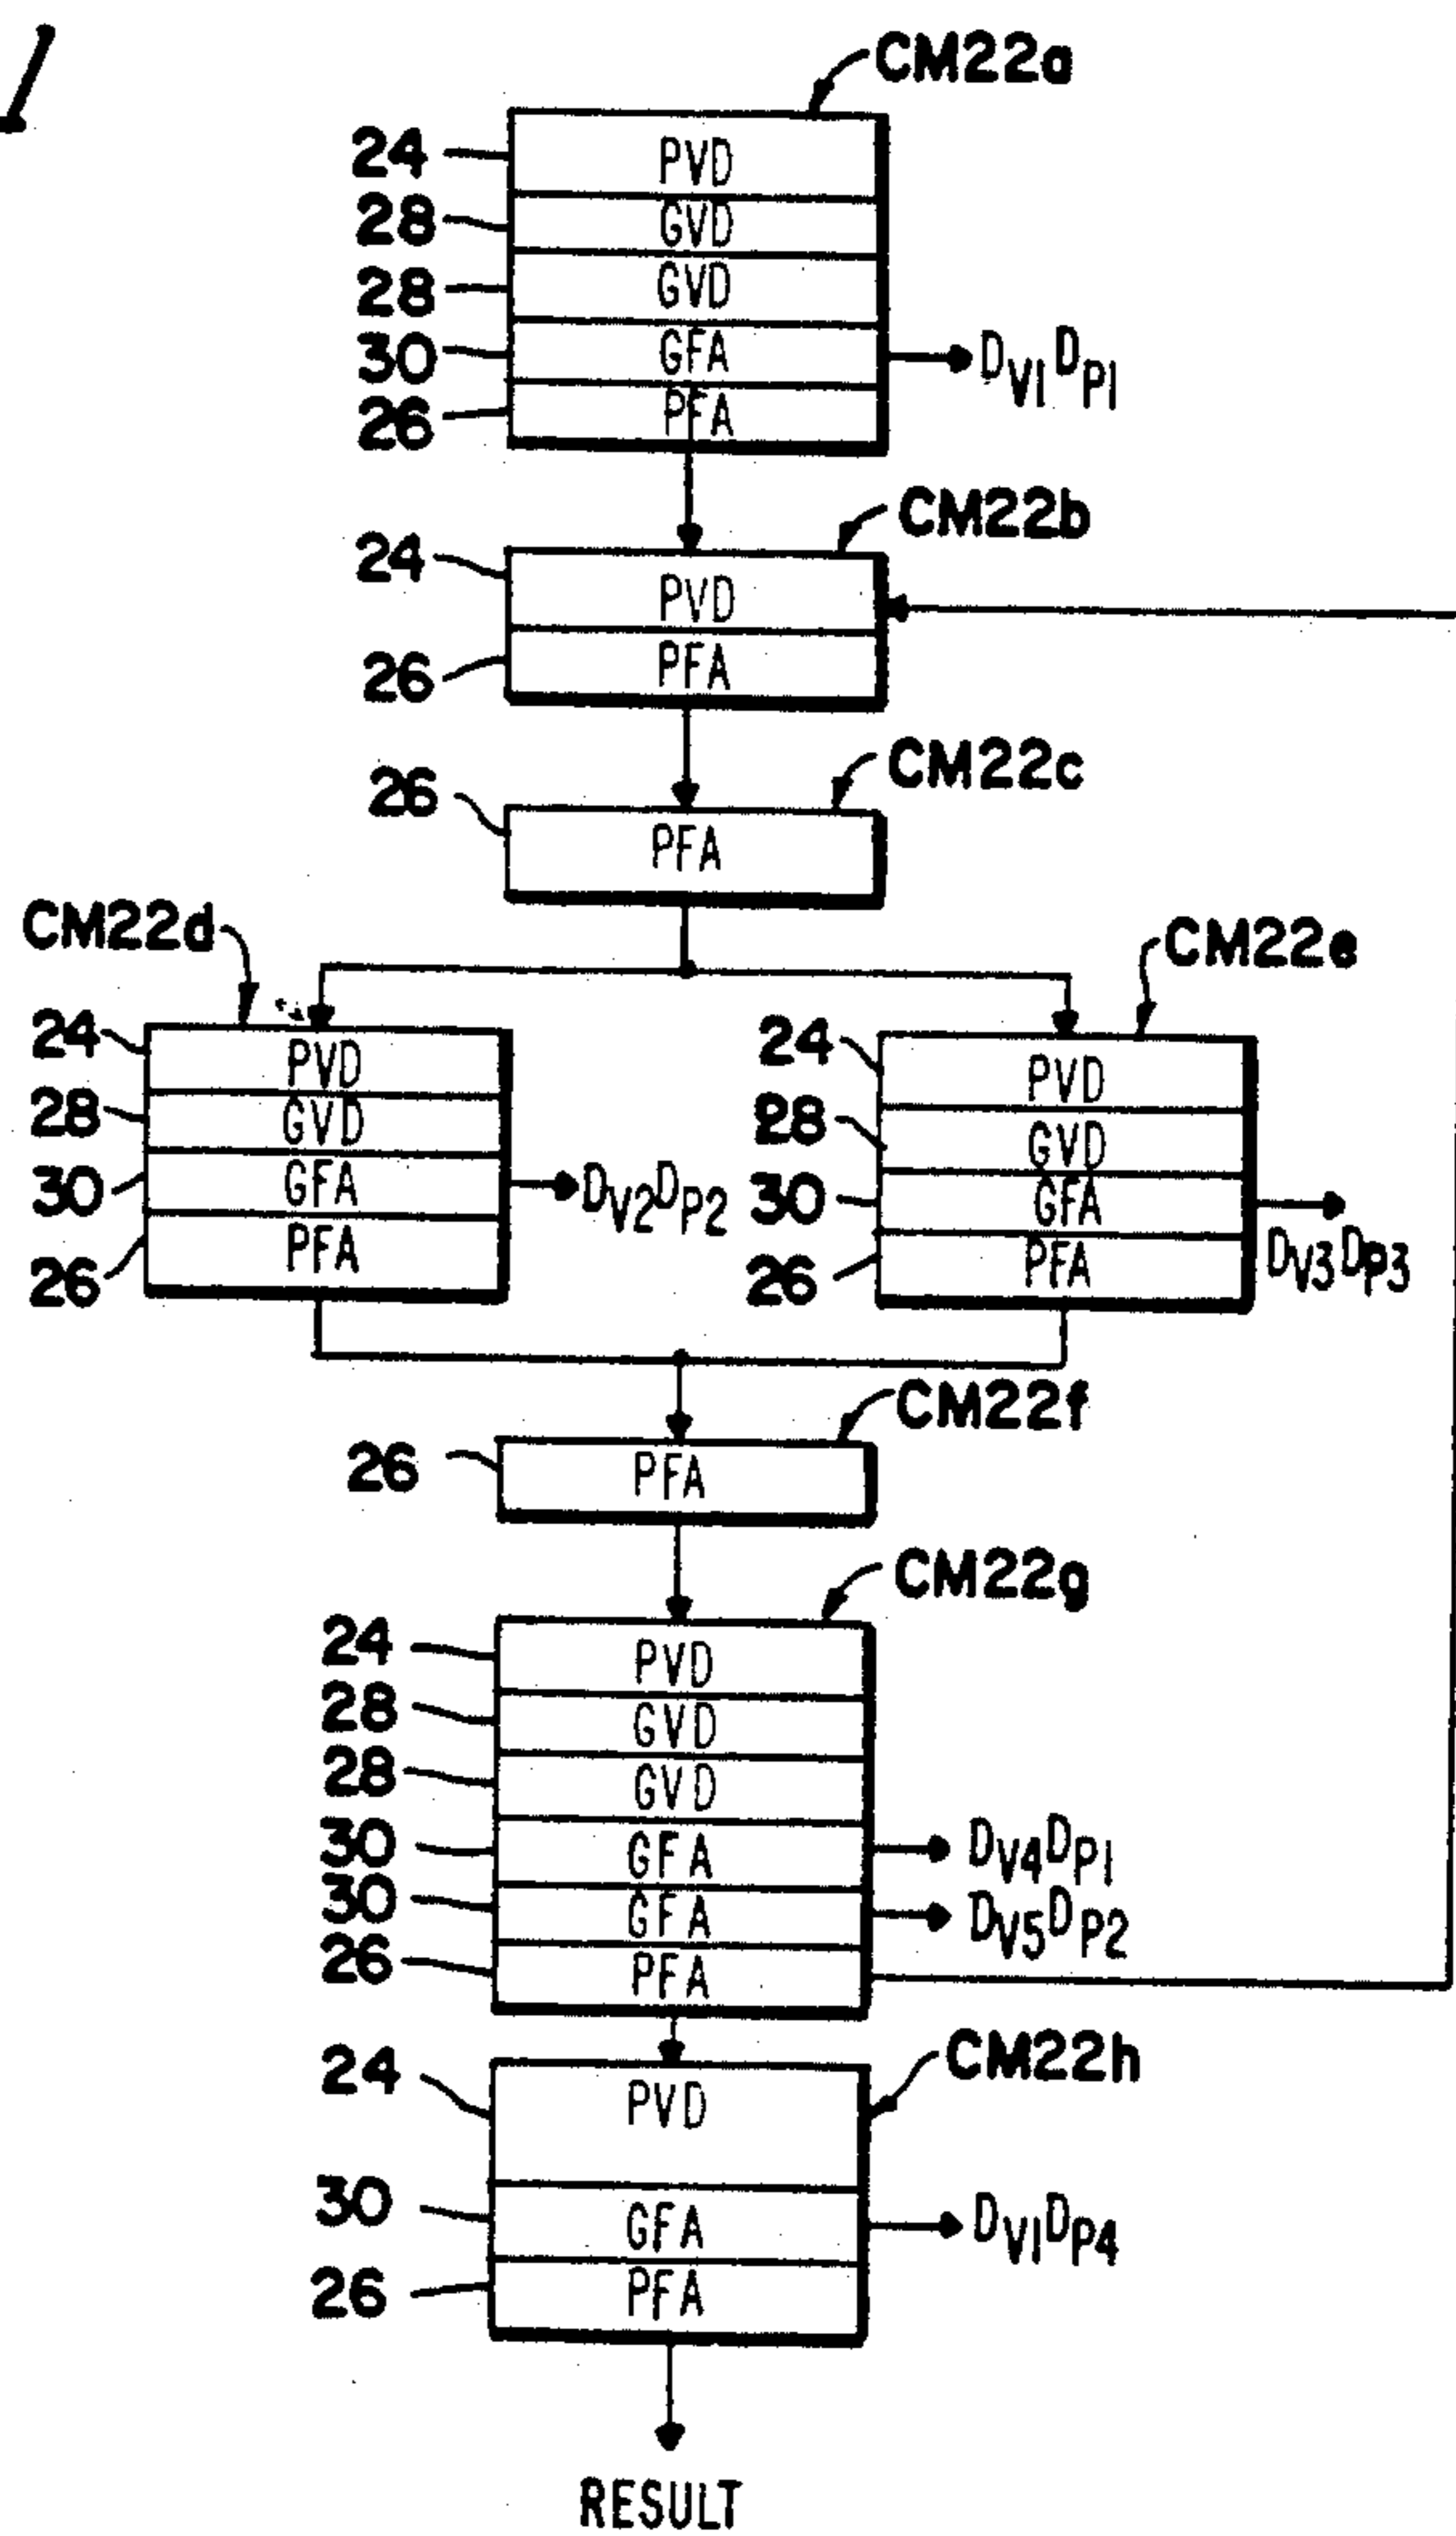 CM22a
24 PVD
28 GVD
28 GVD
30 GFA DV1DP1
26 PFA
CM22b
24 PVD
26 PFA
CM22c
26 PFA
CM22d
24 PVD
28 GVD
30 GFA DV2DP2
26 PFA
CM22e
24 PVD
28 GVD
30 GFA DV3DP3
26 PFA
CM22f
26 PFA
CM22g
24 PVD
28 GVD
28 GVD
30 GFA DV4DP1
30 GFA DV5DP2
26 PFA
CM22h
24 PVD
30 GFA DV1DP4
26 PFA
RESULT